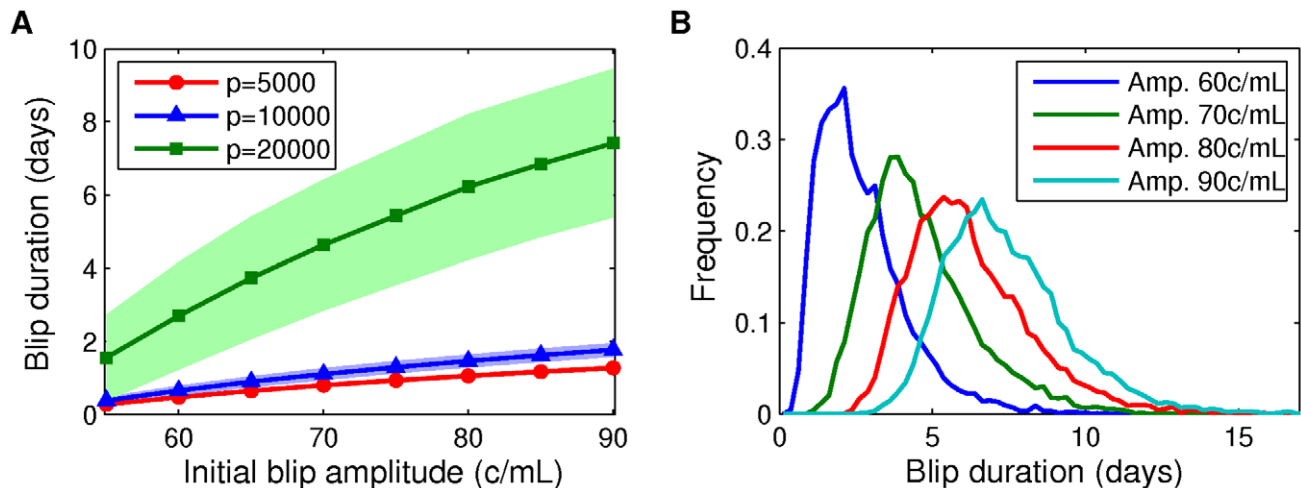 A
Blip duration (days)
10
8
6
4
2
0
p=5000
p=10000
p=20000
60
70
80
90
Initial blip amplitude (c/mL)
B
Frequency
0.4
0.3
0.2
0.1
0
Amp. 60c/mL
Amp. 70c/mL
Amp. 80c/mL
Amp. 90c/mL
0
5
10
15
Blip duration (days)